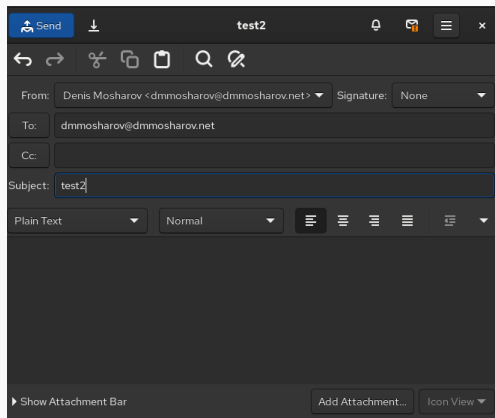 Send test2
From: Denis Mosharov <dmmosharov@dmmosharov.net> Signature: None
To: dmmosharov@dmmosharov.net
Cc:
Subject: test2
Plain Text Normal
Show Attachment Bar Add Attachment... Icon View